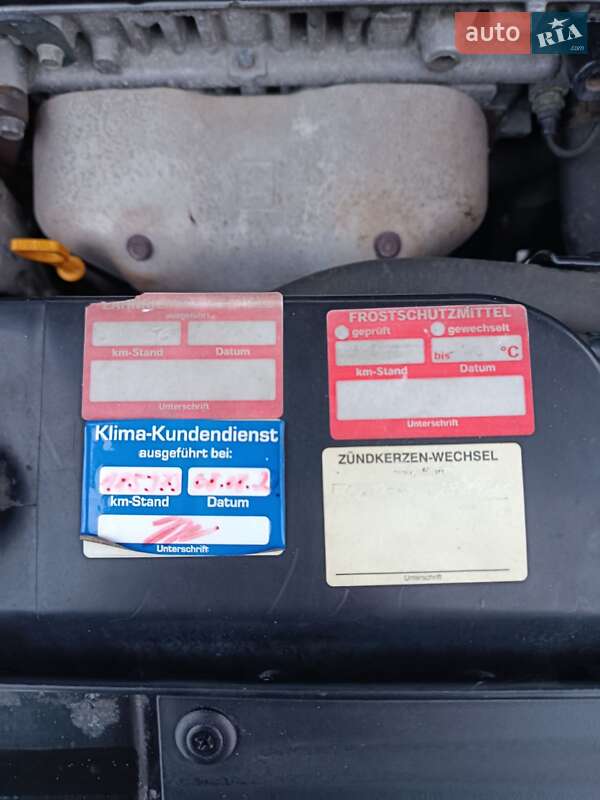 auto RIA
.com
ausgeführt
km-Stand Datum
Unterschrift
FROSTSCHUTZMITTEL
geprüft gewechselt
bis °C
km-Stand Datum
Unterschrift
Klima-Kundendienst
ausgeführt bei:
km-Stand Datum
Unterschrift
ZÜNDKERZEN-WECHSEL
Unterschrift